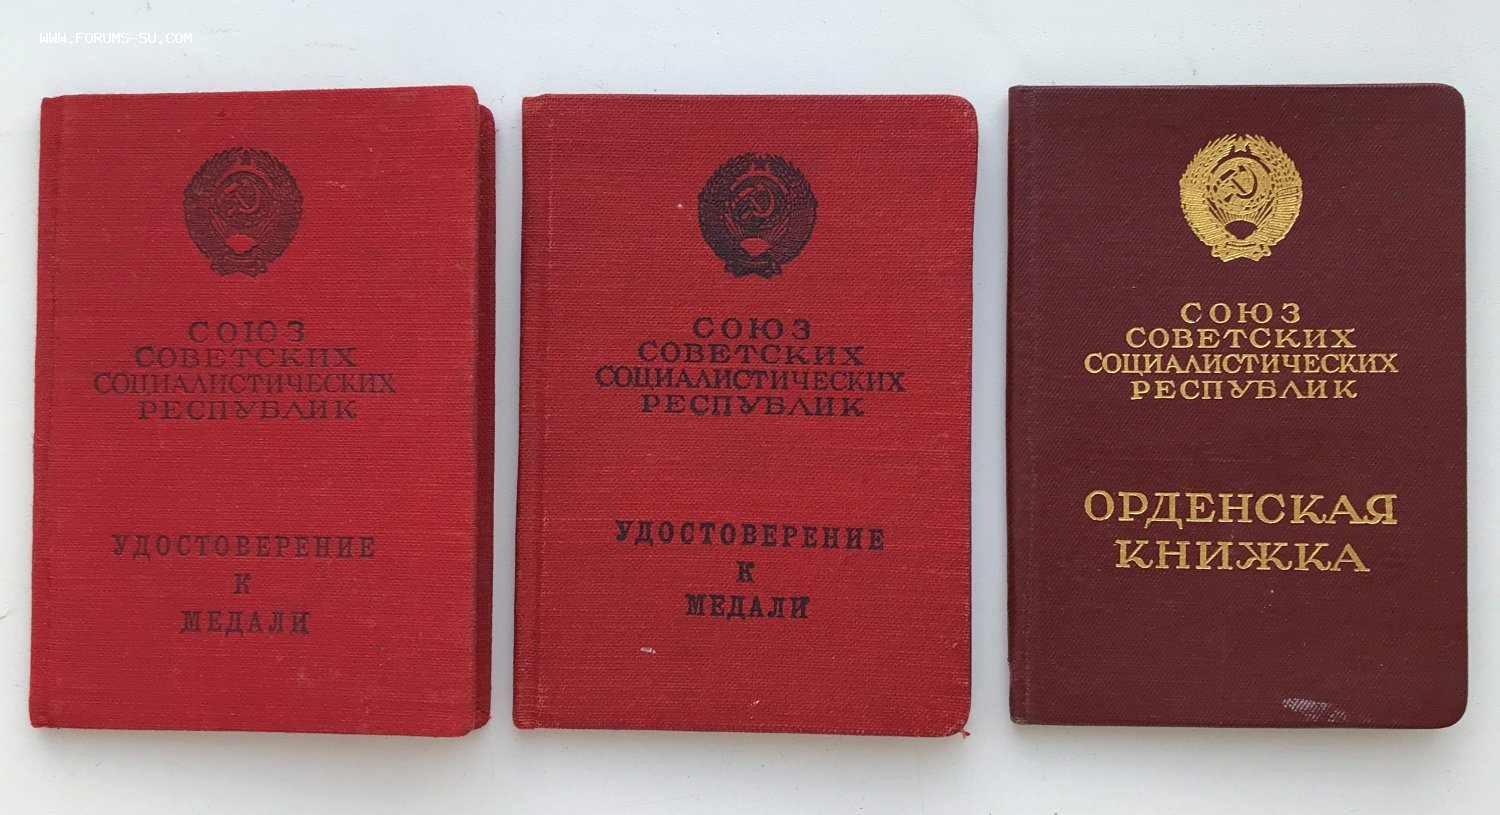 WWW.FORUMS-SU.COM
СОЮЗ
СОВЕТСКИХ
СОЦИАЛИСТИЧЕСКИХ
РЕСПУБЛИК
УДОСТОВЕРЕНИЕ
К
МЕДАЛИ
СОЮЗ
СОВЕТСКИХ
СОЦИАЛИСТИЧЕСКИХ
РЕСПУБЛИК
УДОСТОВЕРЕНИЕ
К
МЕДАЛИ
СОЮЗ
СОВЕТСКИХ
СОЦИАЛИСТИЧЕСКИХ
РЕСПУБЛИК
ОРДЕНСКАЯ
КНИЖКА